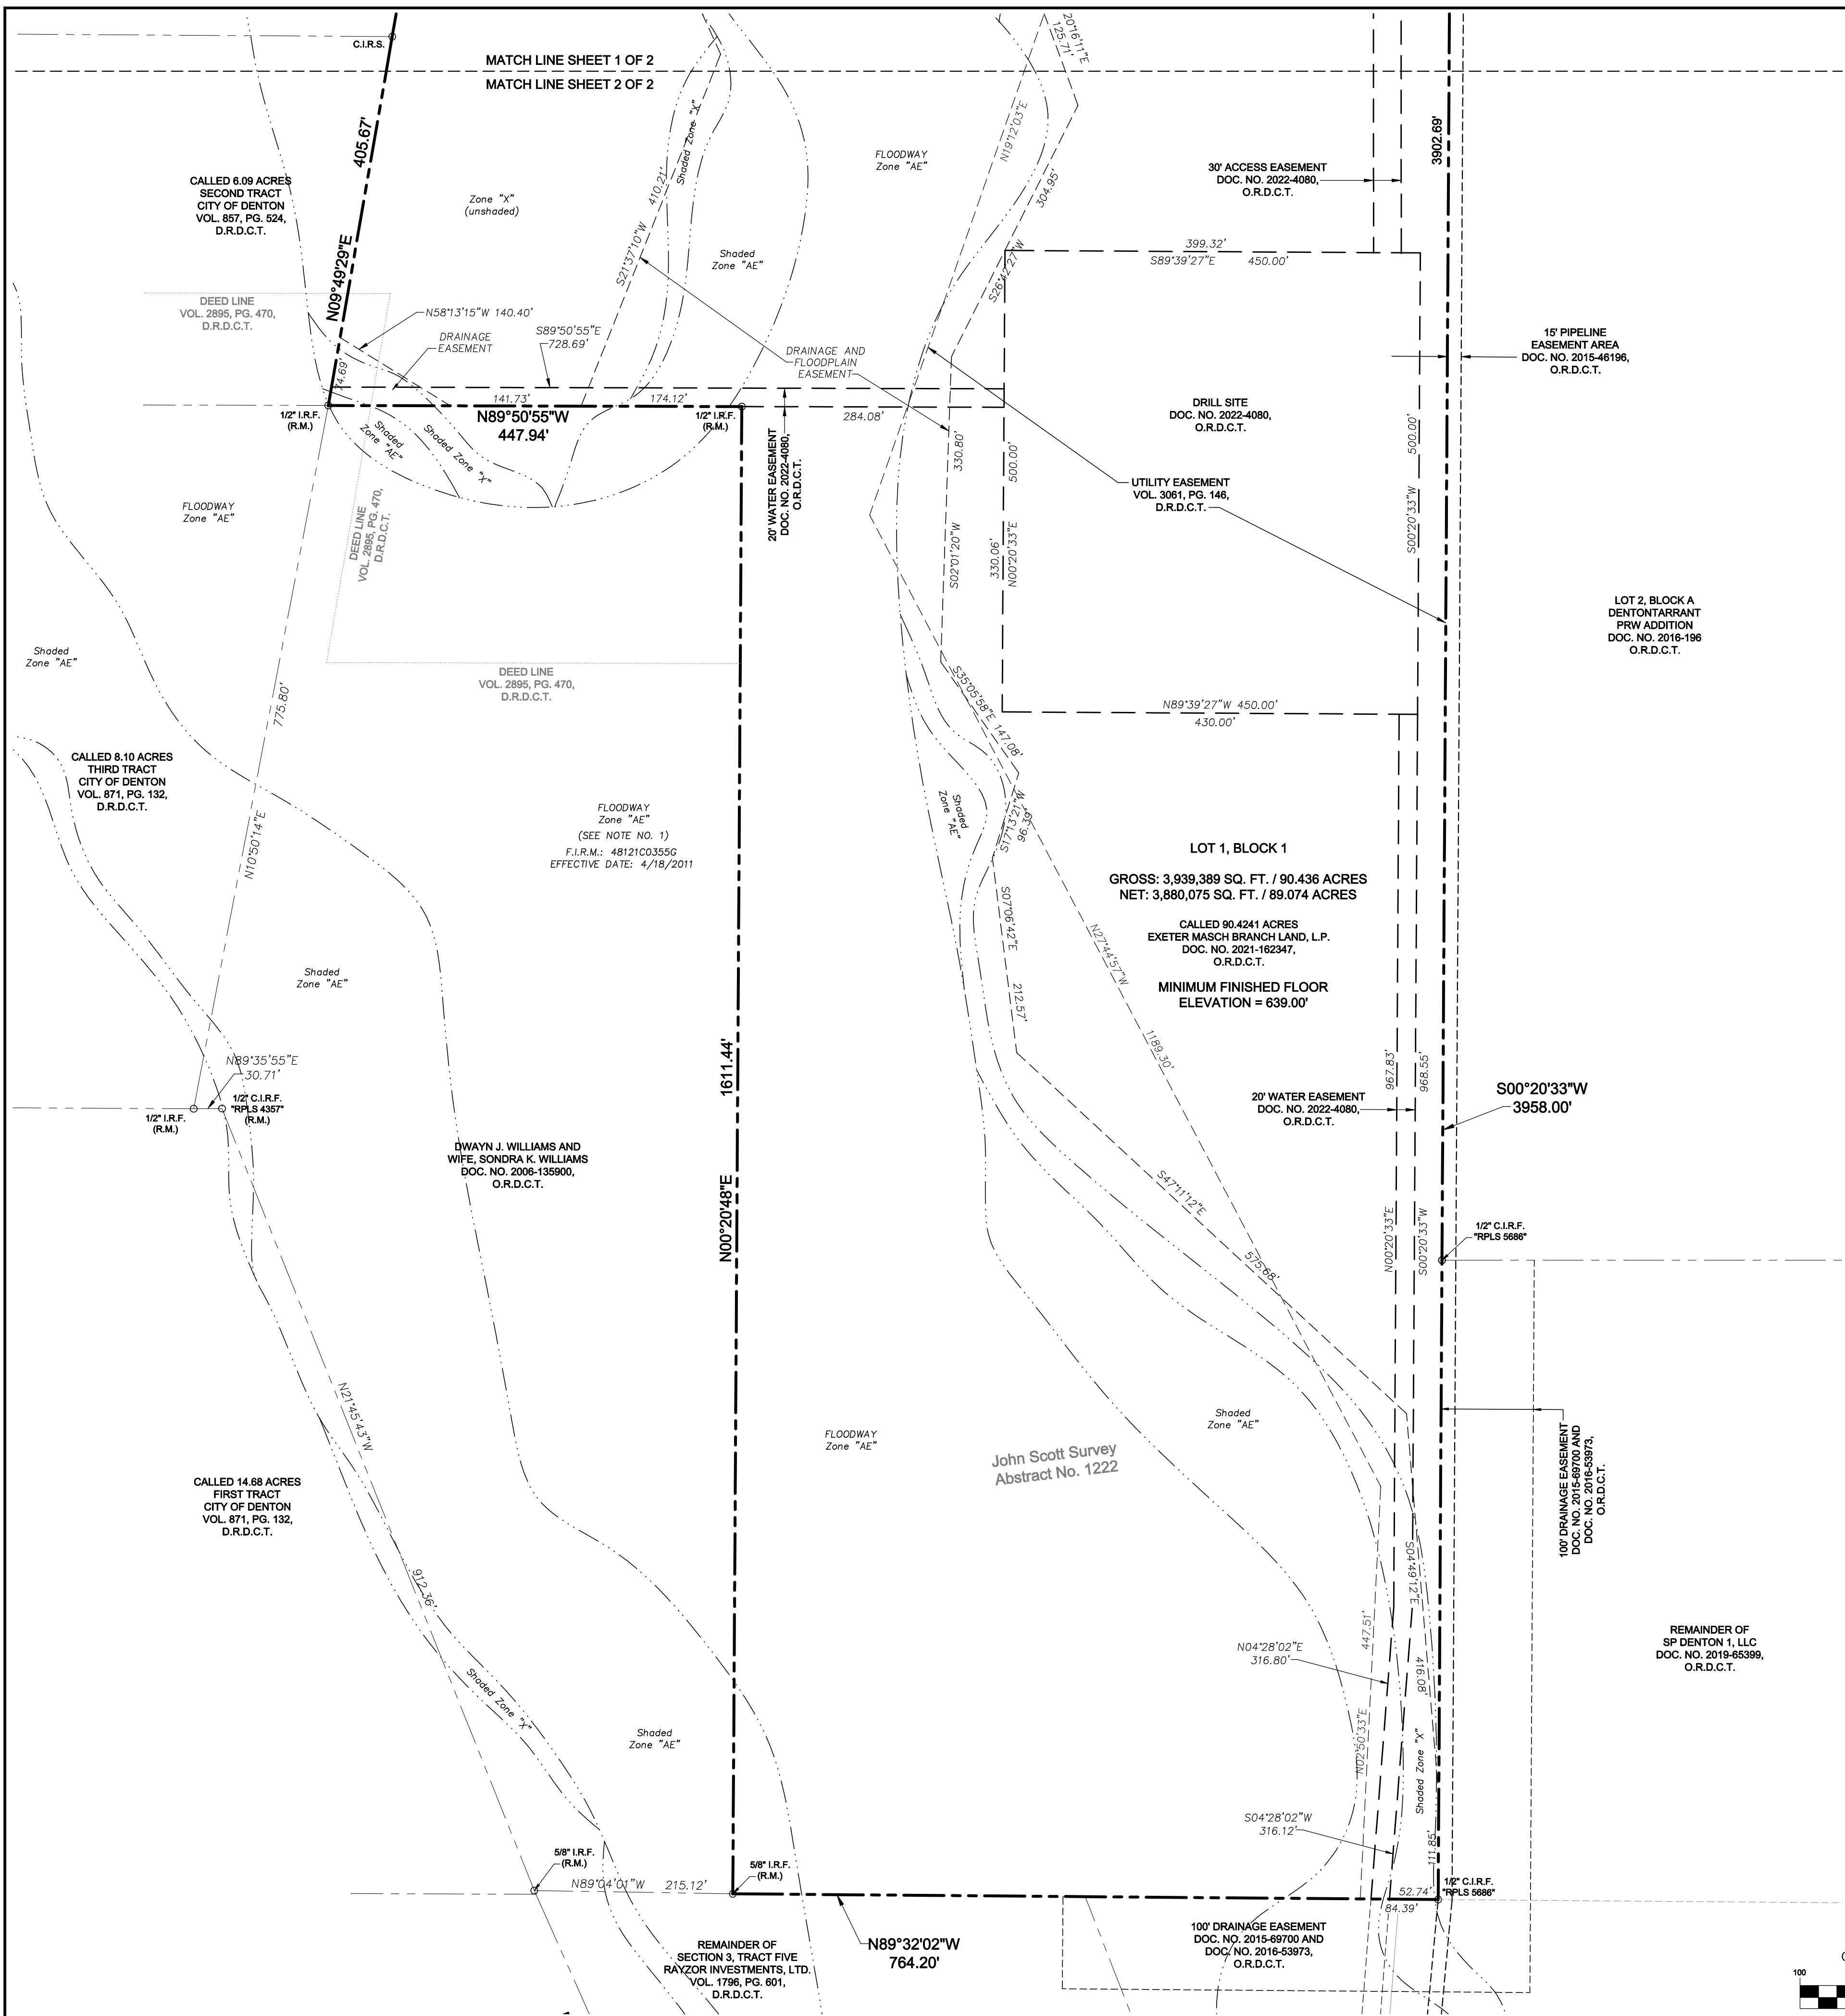 C.I.R.S.
MATCH LINE SHEET 1 OF 2
MATCH LINE SHEET 2 OF 2
20°16'11"E
125.71'
405.67'
N09°49'29"E
CALLED 6.09 ACRES
SECOND TRACT
CITY OF DENTON
VOL. 857, PG. 524,
D.R.D.C.T.
Zone "X"
(unshaded)
Shaded Zone "X"
S21°37'10"W 410.21'
Shaded
Zone "AE"
FLOODWAY
Zone "AE"
N19°12'03"E
304.95'
S26°42'27"W
30' ACCESS EASEMENT
DOC. NO. 2022-4080,
O.R.D.C.T.
3902.69'
399.32'
S89°39'27"E 450.00'
DEED LINE
VOL. 2895, PG. 470,
D.R.D.C.T.
N58°13'15"W 140.40'
DRAINAGE
EASEMENT
S89°50'55"E
728.69'
DRAINAGE AND
FLOODPLAIN
EASEMENT
15' PIPELINE
EASEMENT AREA
DOC. NO. 2015-46196,
O.R.D.C.T.
74.69'
141.73'
174.12'
284.08'
1/2" I.R.F.
(R.M.)
N89°50'55"W
447.94'
1/2" I.R.F.
(R.M.)
DRILL SITE
DOC. NO. 2022-4080,
O.R.D.C.T.
Shaded
Zone "AE"
Shaded Zone "X"
20' WATER EASEMENT
DOC. NO. 2022-4080,
O.R.D.C.T.
330.80'
S02°01'20"W
500.00'
330.06'
N00°20'33"E
500.00'
S00°20'33"W
UTILITY EASEMENT
VOL. 3061, PG. 146,
D.R.D.C.T.
FLOODWAY
Zone "AE"
DEED LINE
VOL. 2895, PG. 470,
D.R.D.C.T.
LOT 2, BLOCK A
DENTONTARRANT
PRW ADDITION
DOC. NO. 2016-196
O.R.D.C.T.
Shaded
Zone "AE"
DEED LINE
VOL. 2895, PG. 470,
D.R.D.C.T.
775.80'
N10°50'14"E
S35°05'58"E 147.08'
N89°39'27"W 450.00'
430.00'
CALLED 8.10 ACRES
THIRD TRACT
CITY OF DENTON
VOL. 871, PG. 132,
D.R.D.C.T.
FLOODWAY
Zone "AE"
(SEE NOTE NO. 1)
F.I.R.M.: 48121C0355G
EFFECTIVE DATE: 4/18/2011
Shaded
Zone "AE"
S17°13'21"W
96.39'
LOT 1, BLOCK 1
GROSS: 3,939,389 SQ. FT. / 90.436 ACRES
NET: 3,880,075 SQ. FT. / 89.074 ACRES
CALLED 90.4241 ACRES
EXETER MASCH BRANCH LAND, L.P.
DOC. NO. 2021-162347,
O.R.D.C.T.
MINIMUM FINISHED FLOOR
ELEVATION = 639.00'
S07°06'42"E
212.57'
N27°44'57"W
1189.30'
Shaded
Zone "AE"
N89°35'55"E
30.71'
1/2" I.R.F.
(R.M.)
1/2" C.I.R.F.
"RPLS 4357"
(R.M.)
1611.44'
N00°20'48"E
20' WATER EASEMENT
DOC. NO. 2022-4080,
O.R.D.C.T.
967.83'
968.55'
S00°20'33"W
3958.00'
DWAYN J. WILLIAMS AND
WIFE, SONDRA K. WILLIAMS
DOC. NO. 2006-135900,
O.R.D.C.T.
S47°11'12"E
575.68'
N00°20'33"E
S00°20'33"W
1/2" C.I.R.F.
"RPLS 5686"
N21°45'43"W
912.36'
FLOODWAY
Zone "AE"
John Scott Survey
Abstract No. 1222
Shaded
Zone "AE"
100' DRAINAGE EASEMENT
DOC. NO. 2015-69700 AND
DOC. NO. 2016-53973,
O.R.D.C.T.
CALLED 14.68 ACRES
FIRST TRACT
CITY OF DENTON
VOL. 871, PG. 132,
D.R.D.C.T.
S04°49'12"E
416.08'
447.51'
N02°50'33"E
N04°28'02"E
316.80'
REMAINDER OF
SP DENTON 1, LLC
DOC. NO. 2019-65399,
O.R.D.C.T.
Shaded Zone "X"
Shaded
Zone "AE"
Shaded Zone "X"
S04°28'02"W
316.12'
111.85'
5/8" I.R.F.
(R.M.)
N89°04'01"W 215.12'
5/8" I.R.F.
(R.M.)
52.74'
84.39'
1/2" C.I.R.F.
"RPLS 5686"
REMAINDER OF
SECTION 3, TRACT FIVE
RAYZOR INVESTMENTS, LTD.
VOL. 1796, PG. 601,
D.R.D.C.T.
N89°32'02"W
764.20'
100' DRAINAGE EASEMENT
DOC. NO. 2015-69700 AND
DOC. NO. 2016-53973,
O.R.D.C.T.
100